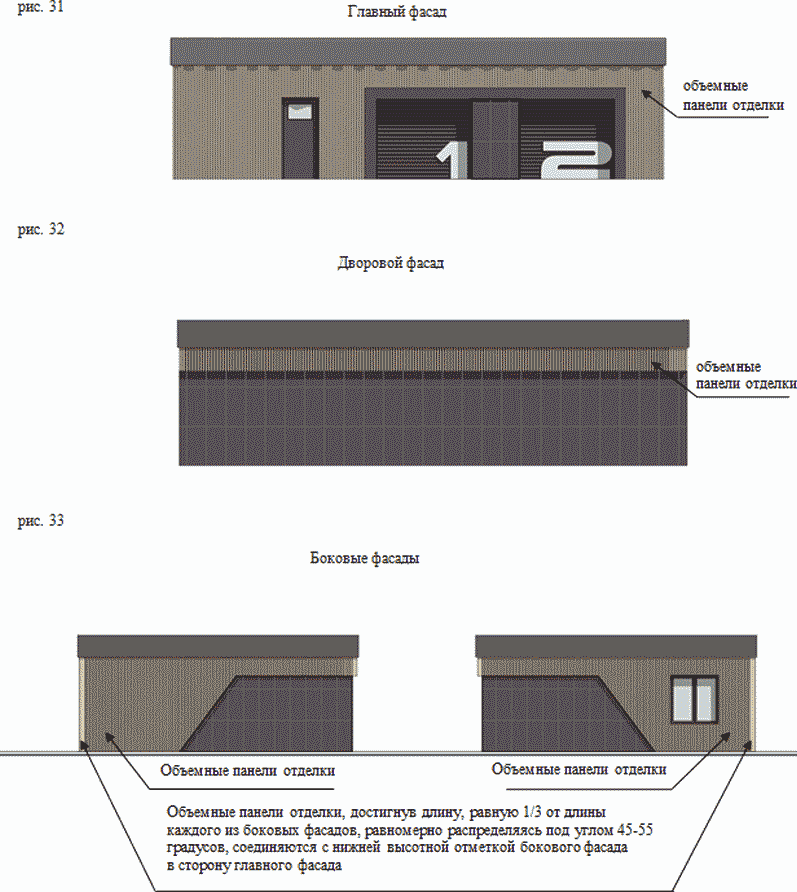 рис. 31
Главный фасад
объемные
панели отделки
1 2
рис. 32
Дворовой фасад
объемные
панели отделки
рис. 33
Боковые фасады
Объемные панели отделки
Объемные панели отделки
Объемные панели отделки, достигнув длину, равную 1/3 от длины
каждого из боковых фасадов, равномерно распределяясь под углом 45-55
градусов, соединяются с нижней высотной отметкой бокового фасада
в сторону главного фасада